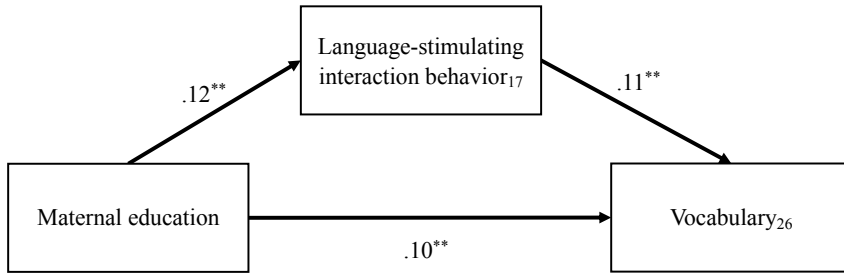 Language-stimulating
interaction behavior₁₇
.12**
.11**
Maternal education
Vocabulary₂₆
.10**